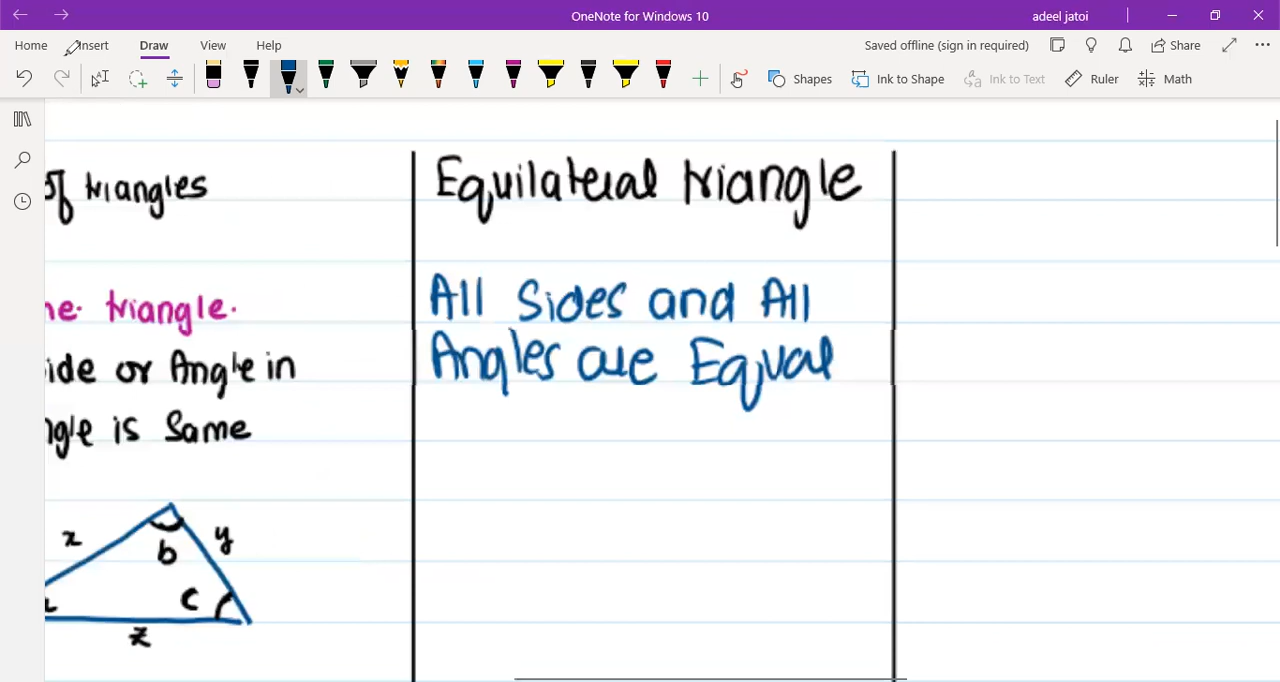 OneNote for Windows 10
adeel jatoi
Home
Insert
Draw
View
Help
Saved offline (sign in required)
Share
Shapes
Ink to Shape
Ink to Text
Ruler
Math
of triangles
Equilateral triangle
triangle.
All Sides and All
Angles are Equal
ide or Angle in
ngle is Same
x
b
y
c
z